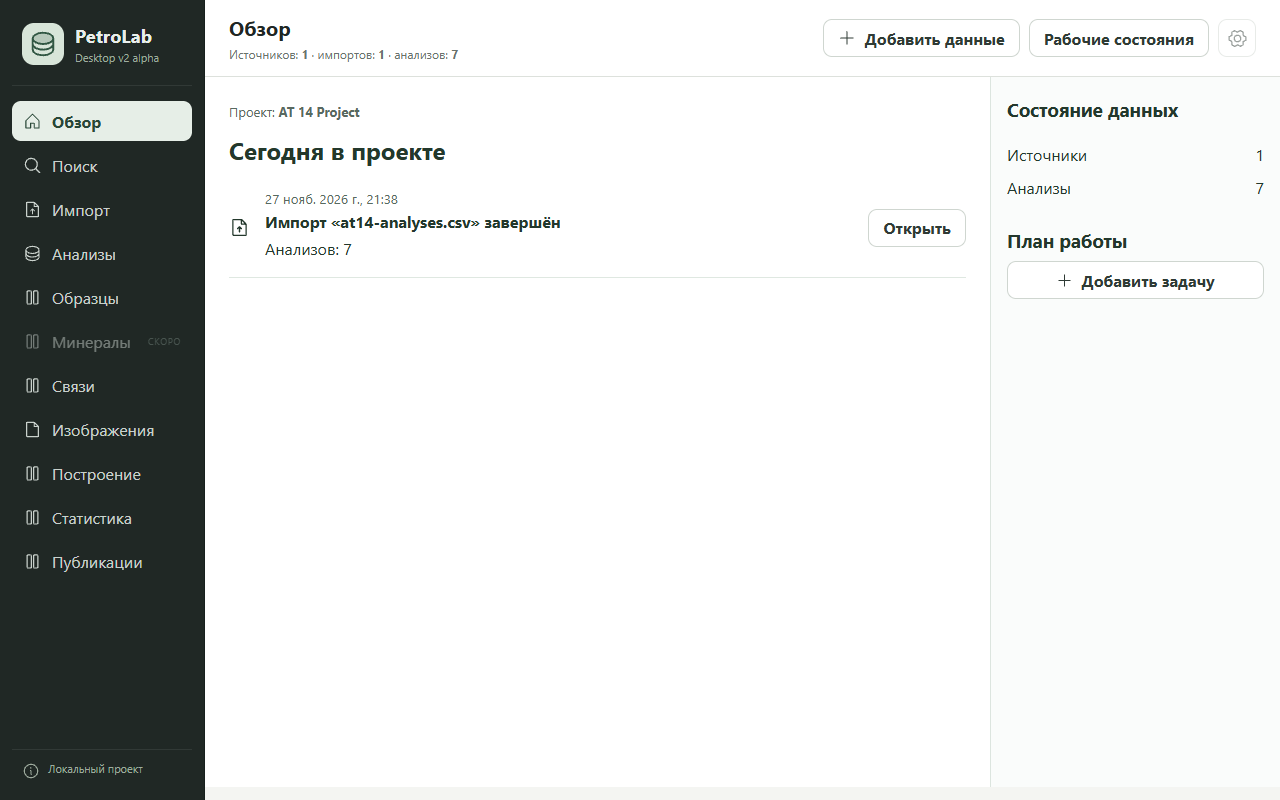 PetroLab
Desktop v2 alpha
Обзор
Поиск
Импорт
Анализы
Образцы
Минералы СКОРО
Связи
Изображения
Построение
Статистика
Публикации
Локальный проект
Обзор
Источников: 1 · импортов: 1 · анализов: 7
Добавить данные
Рабочие состояния
Проект: AT 14 Project
Сегодня в проекте
27 нояб. 2026 г., 21:38
Импорт «at14-analyses.csv» завершён
Анализов: 7
Открыть
Состояние данных
Источники 1
Анализы 7
План работы
Добавить задачу